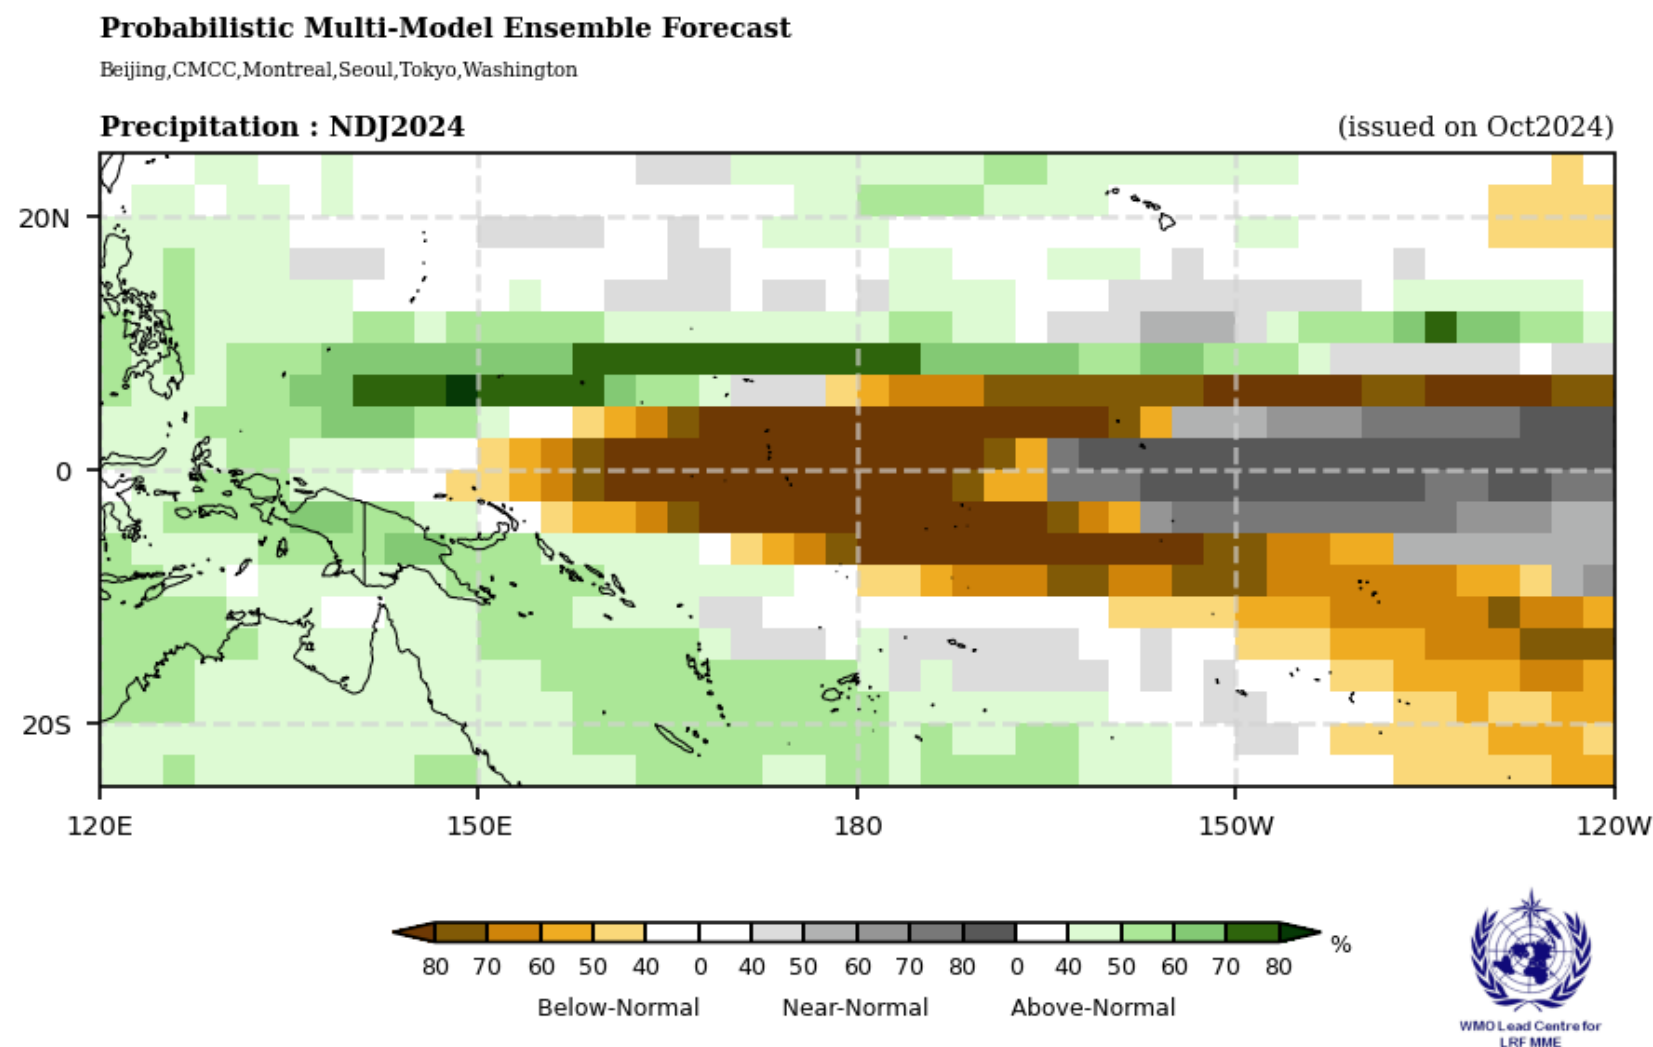 Probabilistic Multi-Model Ensemble Forecast
Beijing,CMCC,Montreal,Seoul,Tokyo,Washington
Precipitation : NDJ2024 (issued on Oct2024)
20N
0
20S
120E 150E 180 150W 120W
80 70 60 50 40 0 40 50 60 70 80 0 40 50 60 70 80 %
Below-Normal Near-Normal Above-Normal
WMO Lead Centre for
LRF MME